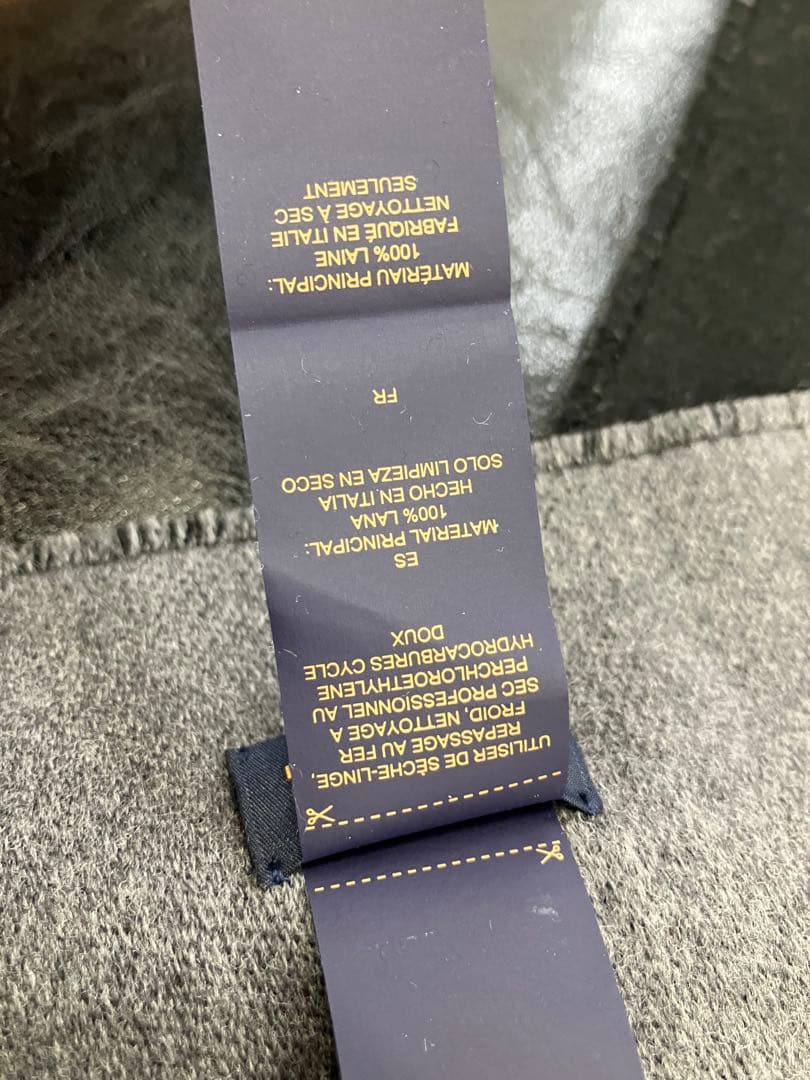 UTILISER DE SÈCHE-LINGE,
REPASSAGE AU FER
FROID, NETTOYAGE A
SEC PROFESSIONNEL AU
PERCHLOROETHYLENE
HYDROCARBURES CYCLE
DOUX
ES
MATERIAL PRINCIPAL:
100% LANA
HECHO EN ITALIA
SOLO LIMPIEZA EN SECO
FR
MATÉRIAU PRINCIPAL:
100% LAINE
FABRIQUÉ EN ITALIE
NETTOYAGE À SEC
SEULEMENT